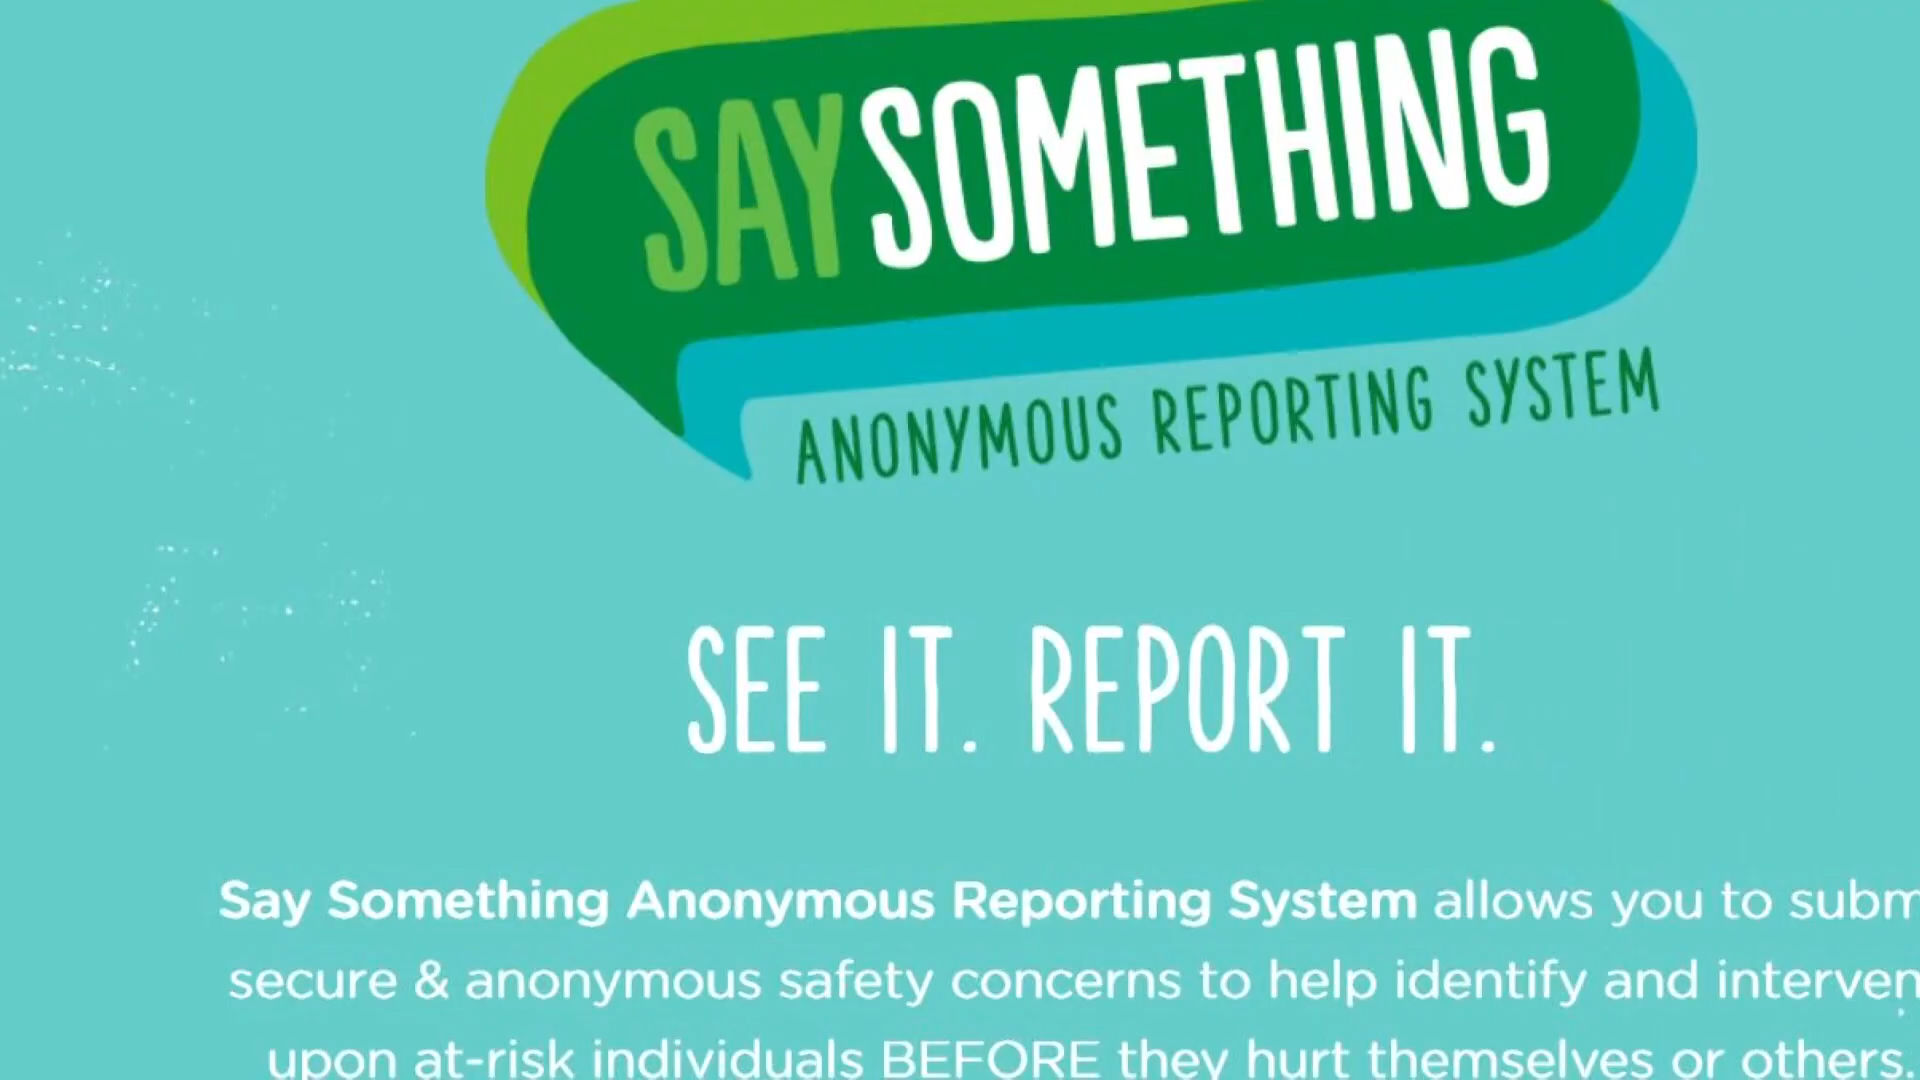 SAY SOMETHING
ANONYMOUS REPORTING SYSTEM
SEE IT. REPORT IT.
Say Something Anonymous Reporting System allows you to subm
secure & anonymous safety concerns to help identify and interven
upon at-risk individuals BEFORE they hurt themselves or others.